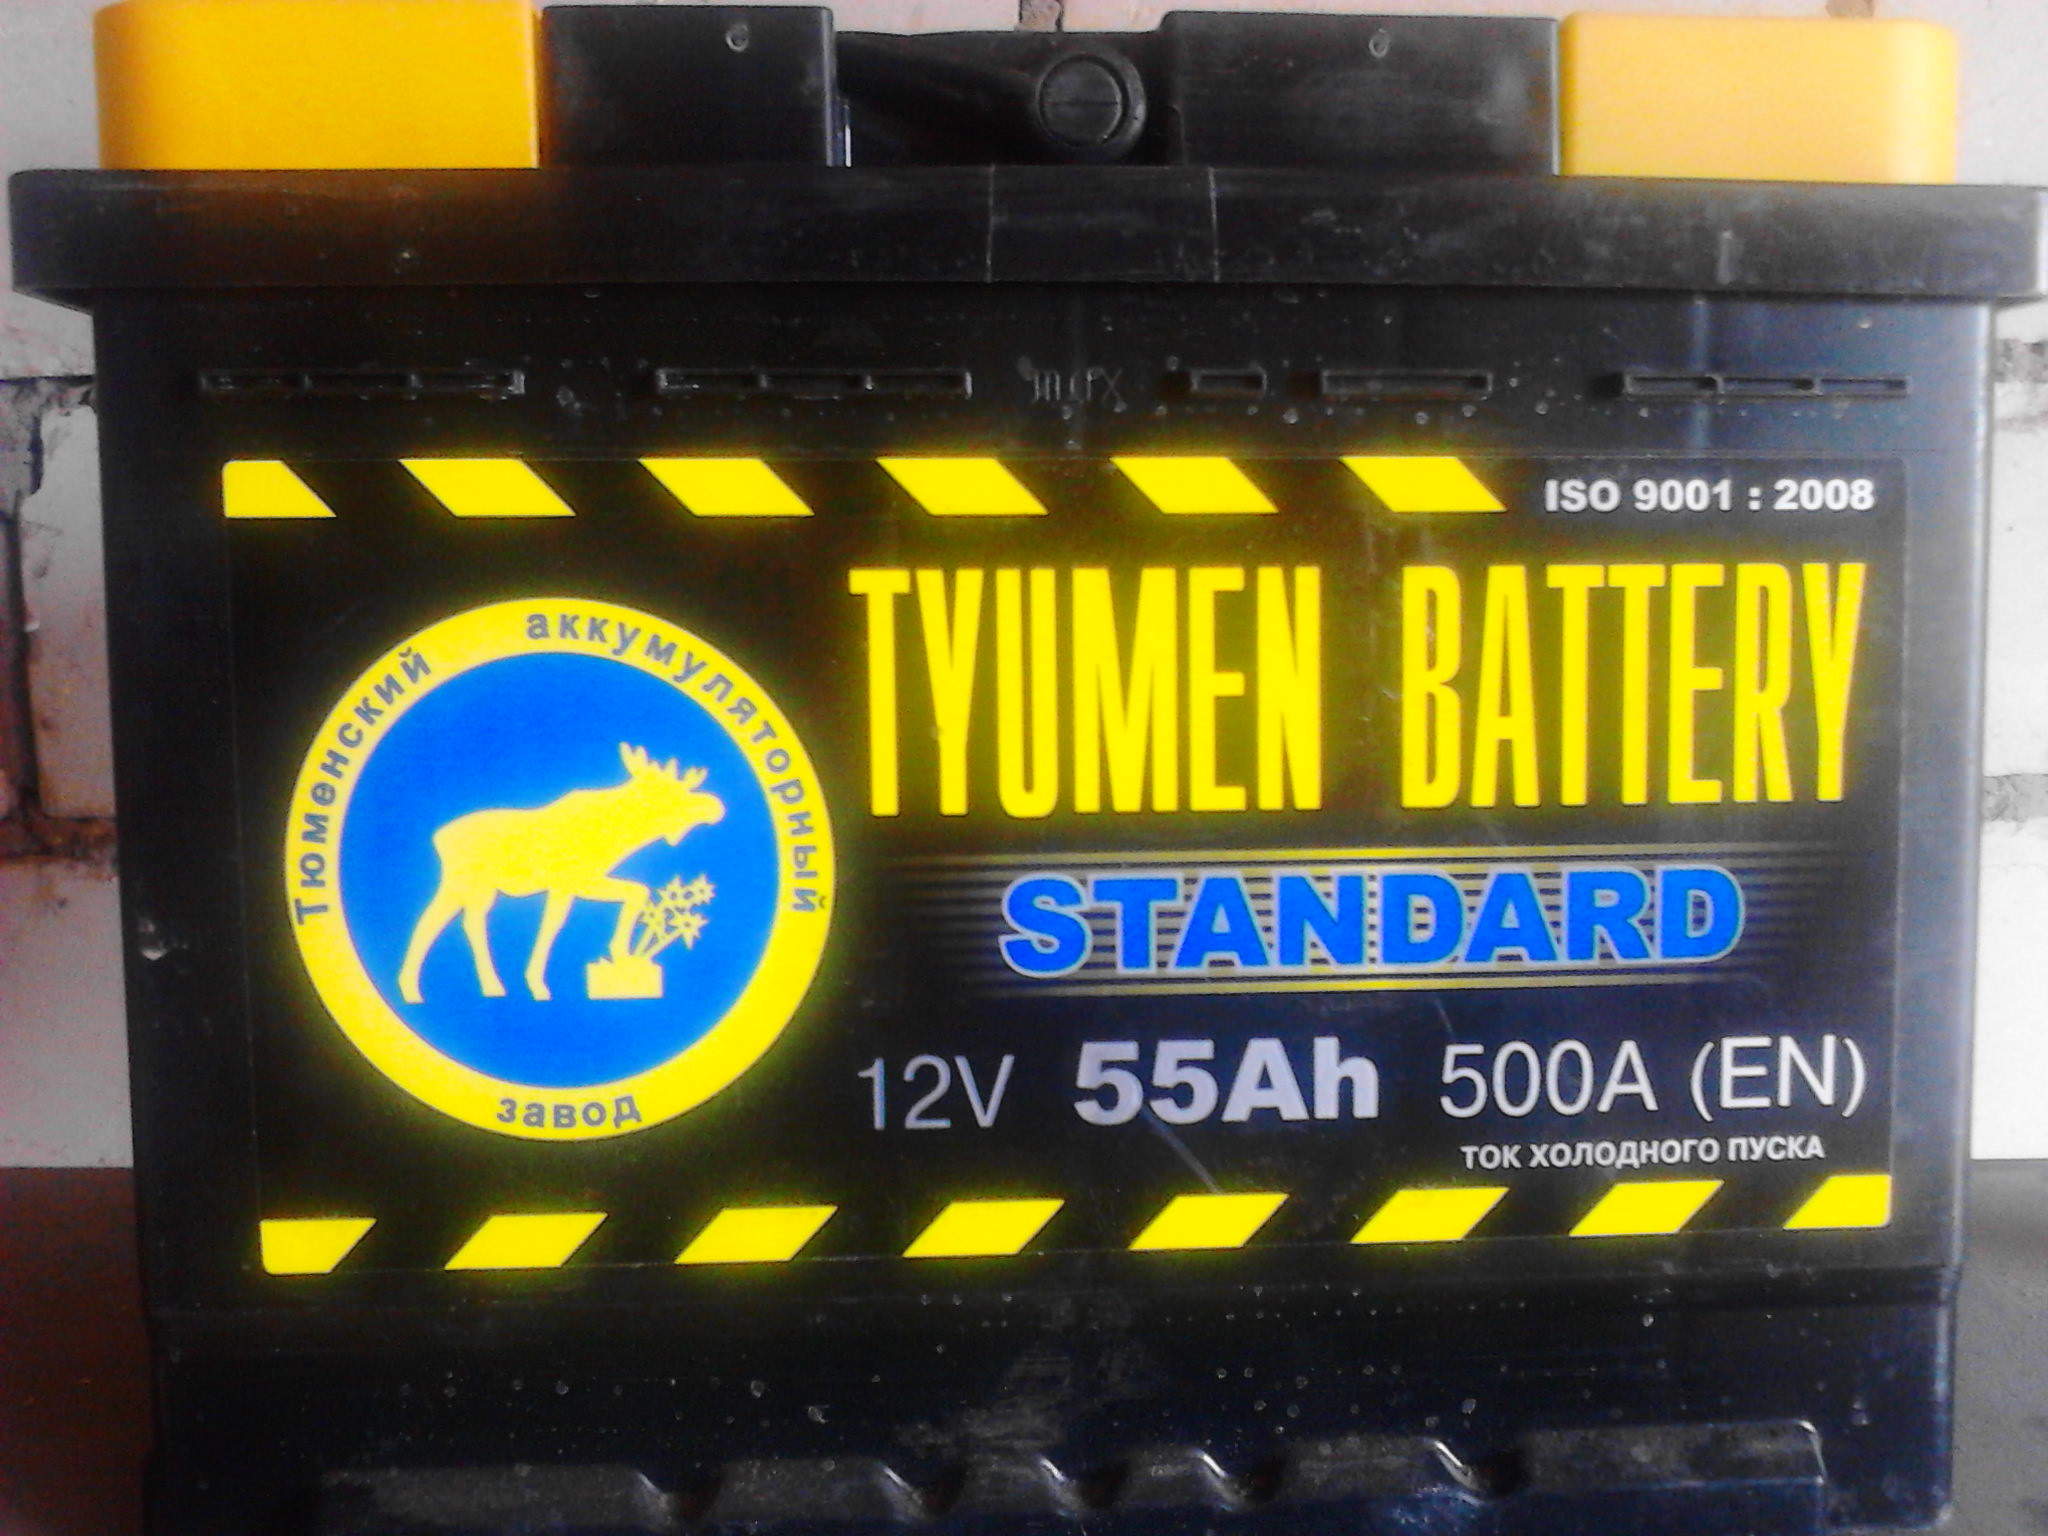 ISO 9001 : 2008
TYUMEN BATTERY
STANDARD
12V 55Ah 500A (EN)
ТОК ХОЛОДНОГО ПУСКА
Тюменский аккумуляторный
завод